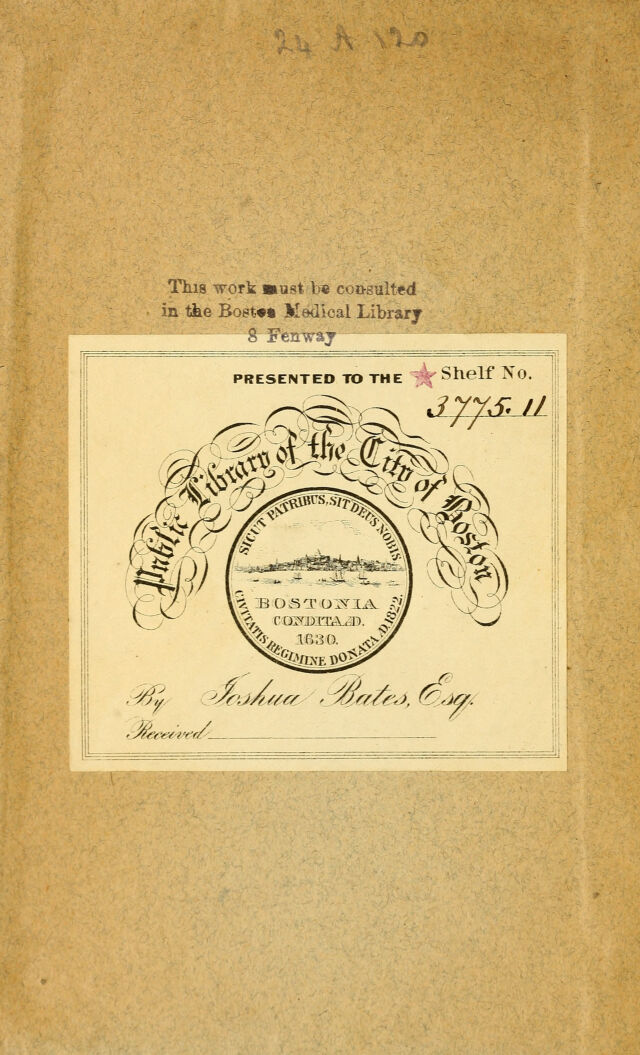 24 A 120
This work must be consulted
in the Boston Medical Library
8 Fenway
PRESENTED TO THE
Shelf No.
3775.11
Public Library of the City of Boston
SICUT PATRIBUS, SIT DEUS NOBIS
BOSTONIA
CONDITA A.D.
1630.
CIVITATIS REGIMINE DONATA A.D. 1822.
By Joshua Bates, Esq.
Received